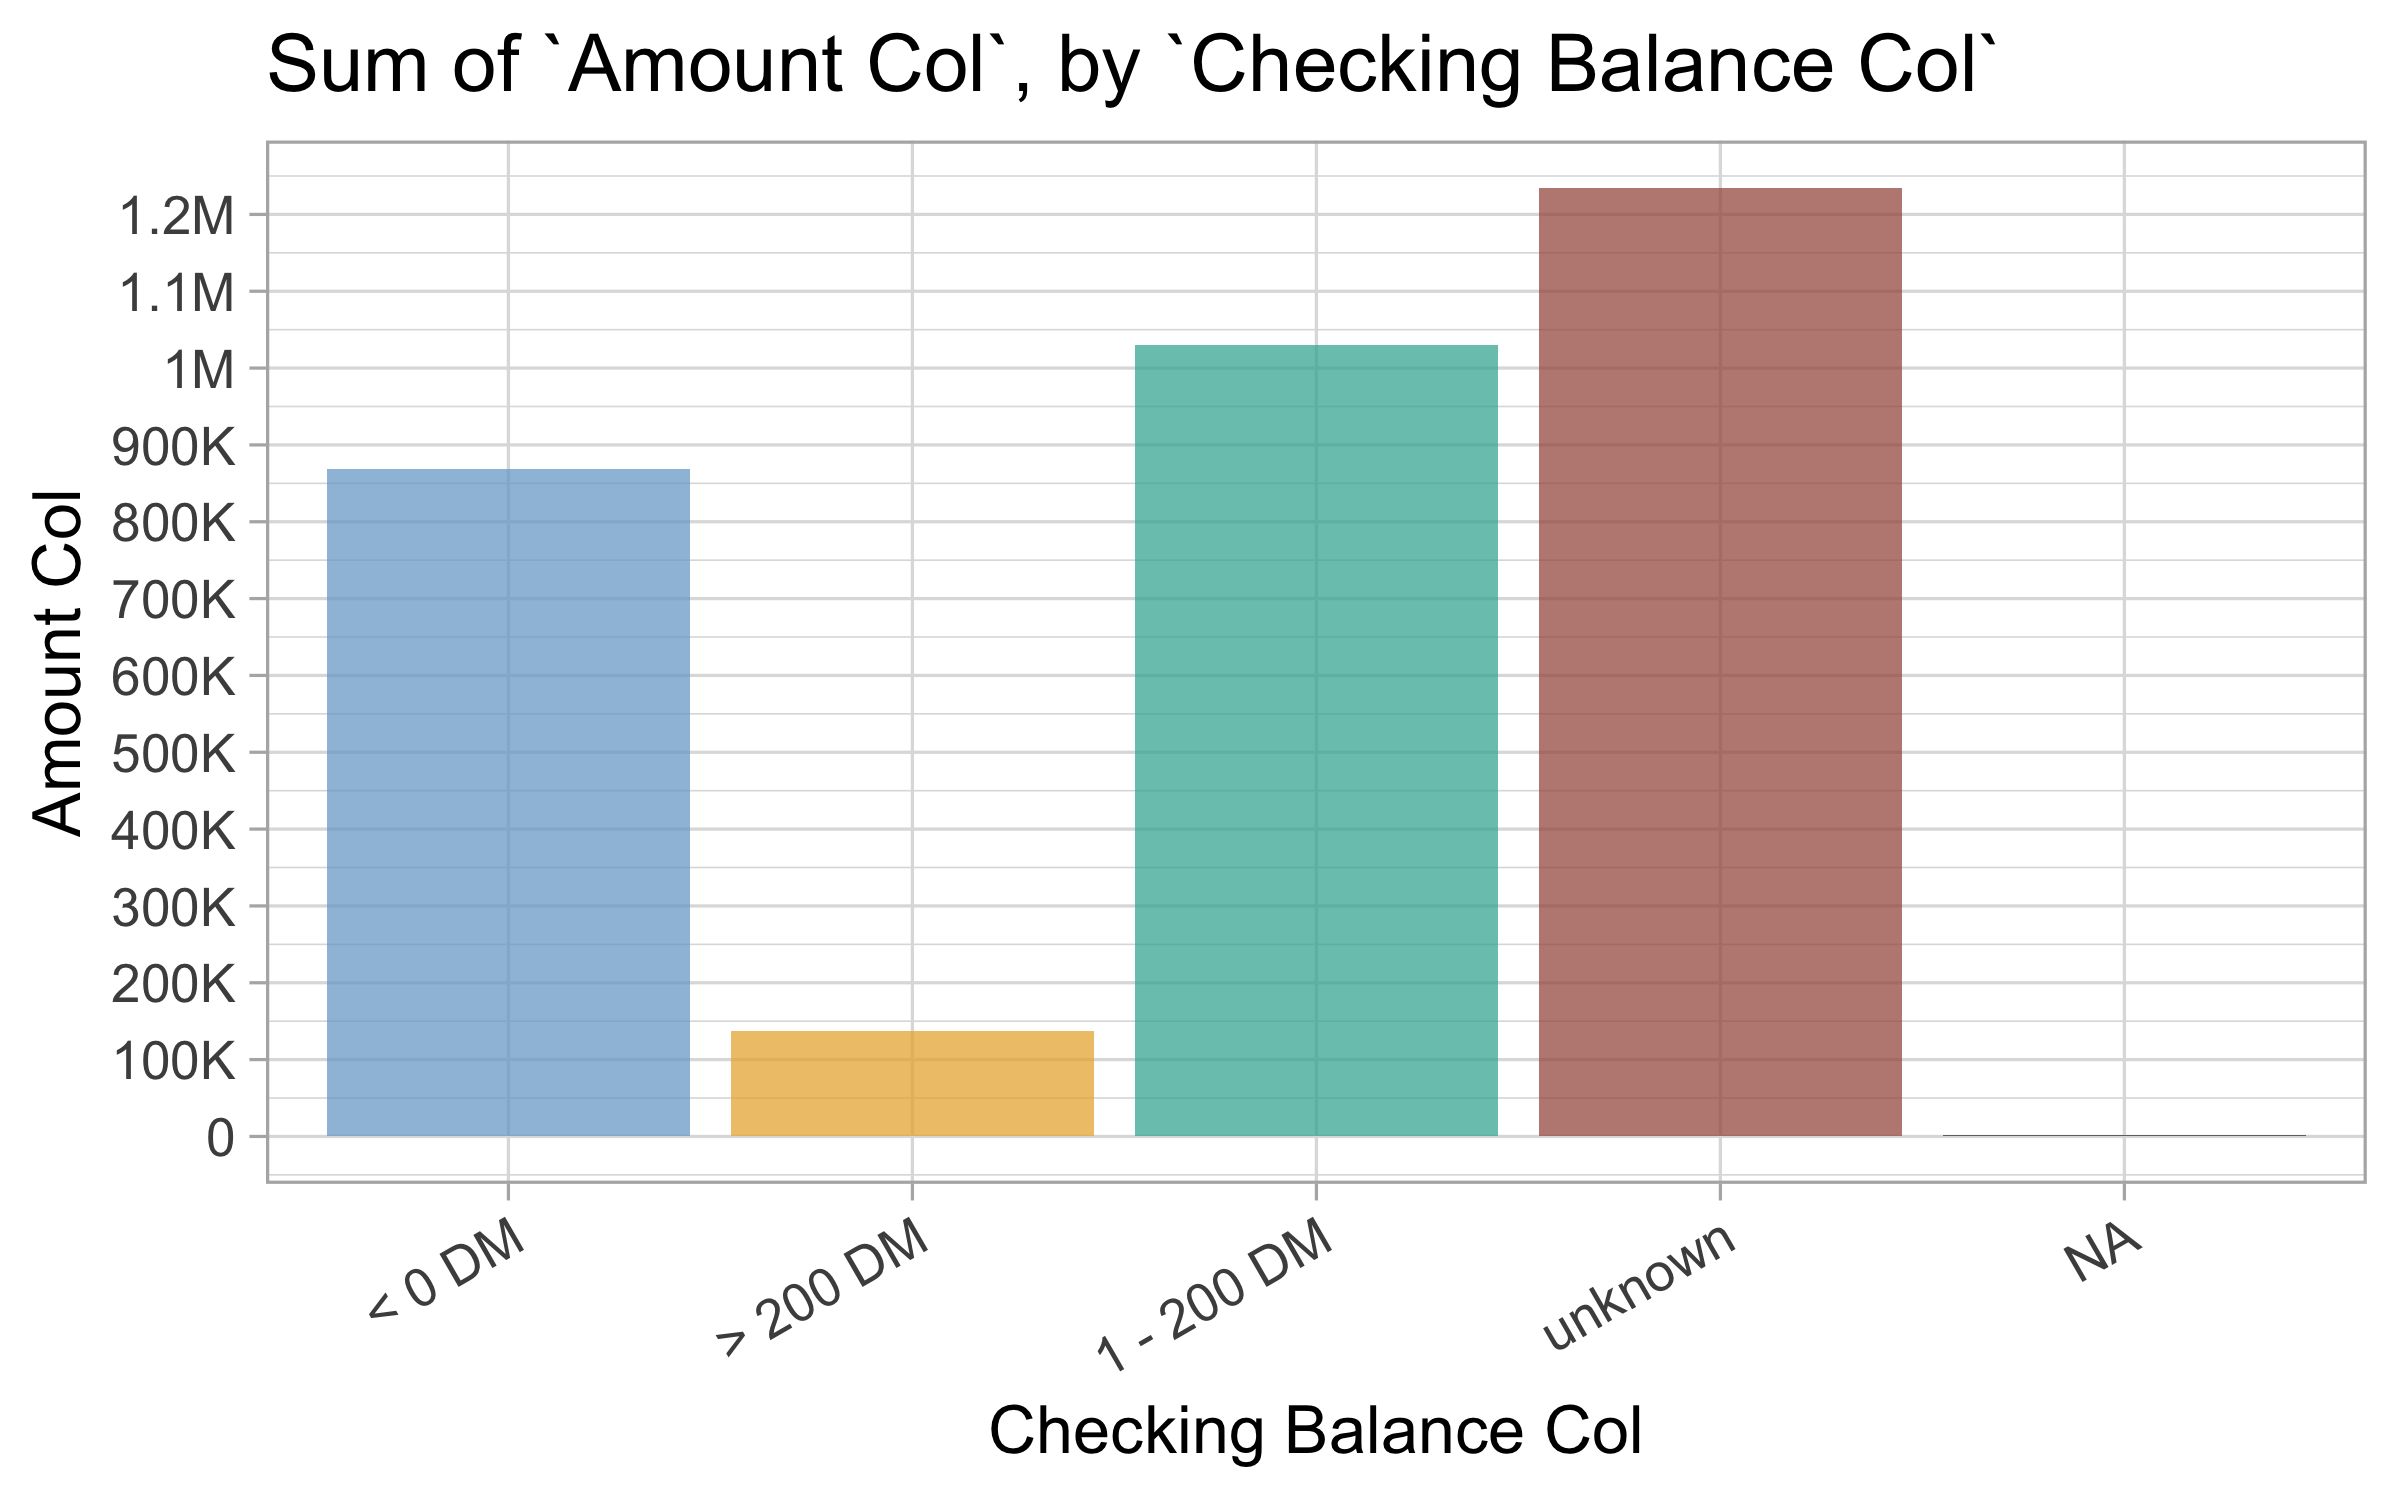 Sum of `Amount Col`, by `Checking Balance Col`
Amount Col
1.2M
1.1M
1M
900K
800K
700K
600K
500K
400K
300K
200K
100K
0
< 0 DM
> 200 DM
1 - 200 DM
unknown
NA
Checking Balance Col